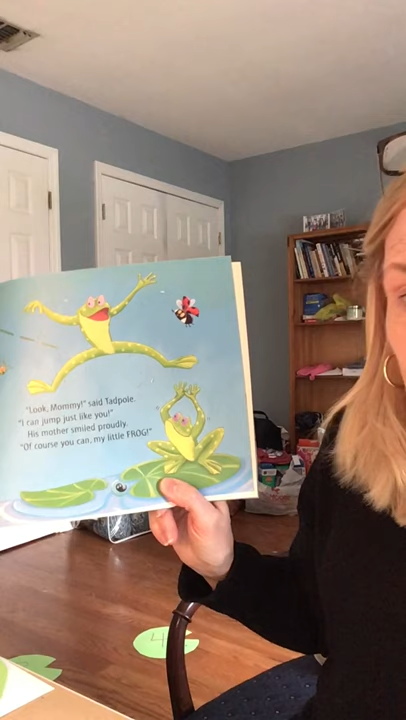 "Look, Mommy!" said Tadpole.
"I can jump just like you!"
His mother smiled proudly.
"Of course you can, my little FROG!"
4